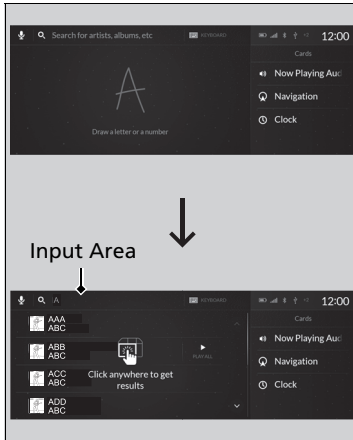 Search for artists, albums, etc
KEYBOARD
+2 12:00
Cards
Now Playing Aud
Navigation
Clock
A
Draw a letter or a number
Input Area
A
KEYBOARD
+2 12:00
Cards
Now Playing Aud
Navigation
Clock
AAA
ABC
ABB
ABC
PLAY ALL
ACC
ABC
Click anywhere to get
results
ADD
ABC